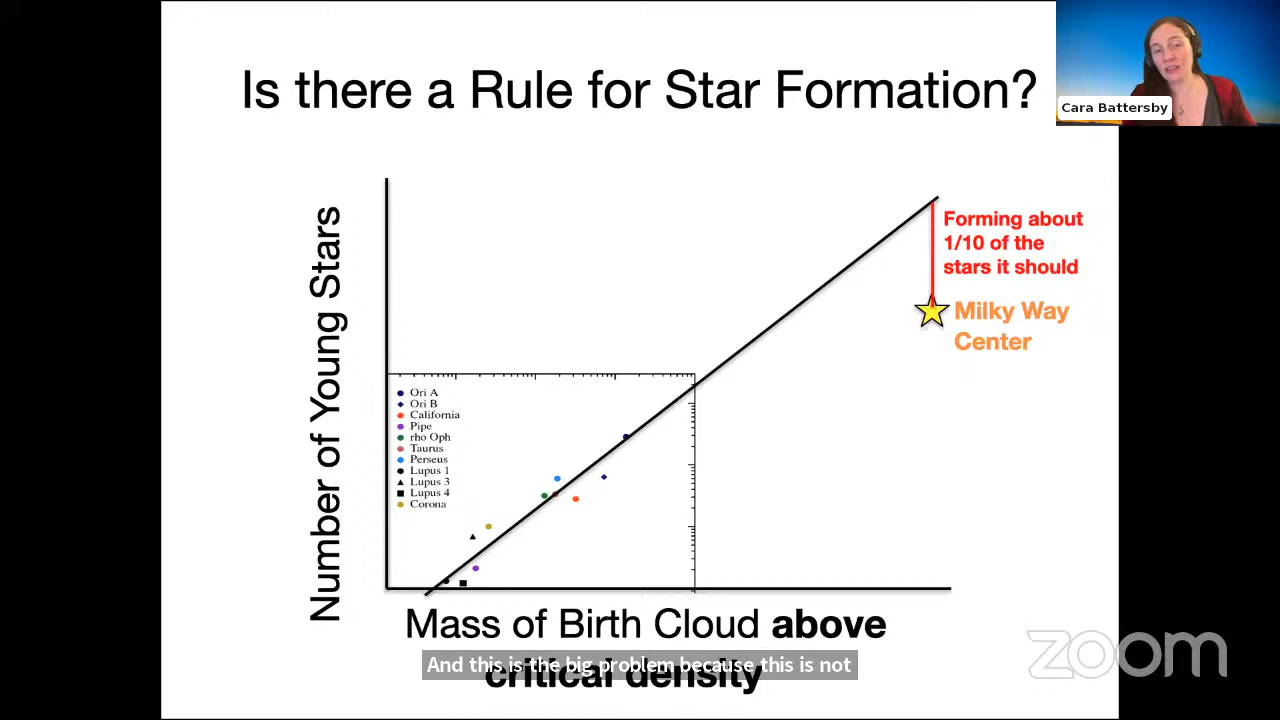 Is there a Rule for Star Formation?
Cara Battersby
Number of Young Stars
Forming about
1/10 of the
stars it should
Milky Way
Center
Ori A
Ori B
California
Pipe
rho Oph
Taurus
Perseus
Lupus 1
Lupus 3
Lupus 4
Corona
Mass of Birth Cloud above
critical density
And this is the big problem because this is not
zoom